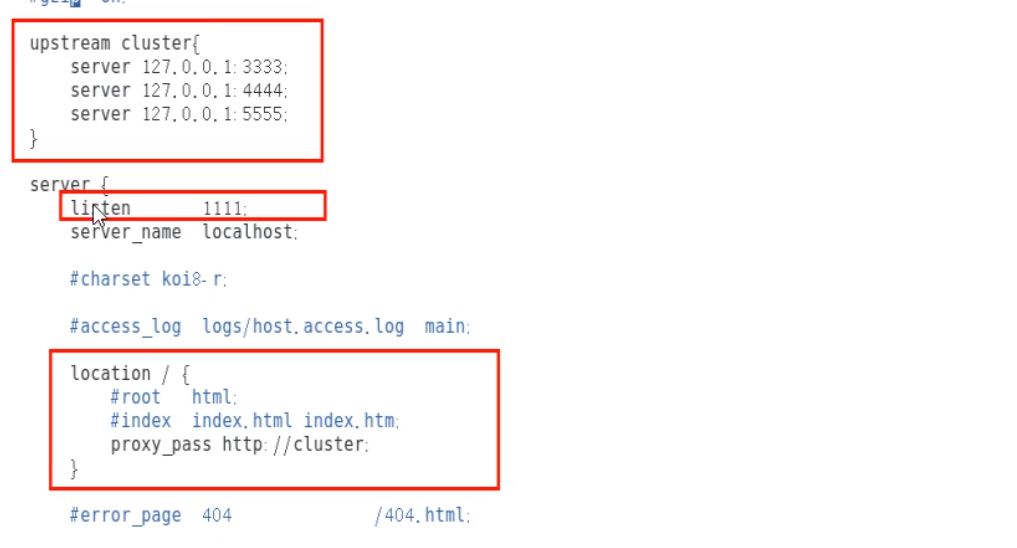 #gzip on;
upstream cluster{
server 127.0.0.1:3333;
server 127.0.0.1:4444;
server 127.0.0.1:5555;
}
server {
listen 1111;
server_name localhost;
#charset koi8-r;
#access_log logs/host.access.log main;
location / {
#root html;
#index index.html index.htm;
proxy_pass http://cluster;
}
#error_page 404 /404.html;